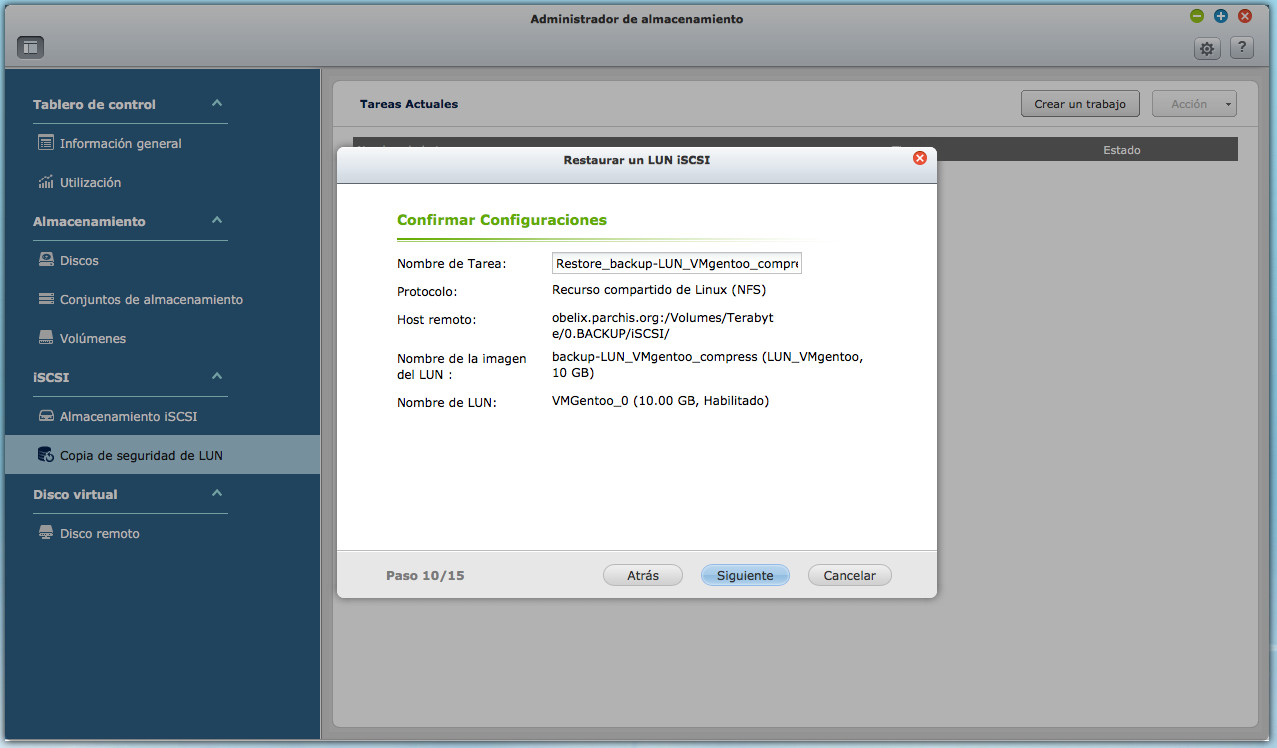 Administrador de almacenamiento
?
Tablero de control
Información general
Utilización
Almacenamiento
Discos
Conjuntos de almacenamiento
Volúmenes
iSCSI
Almacenamiento iSCSI
Copia de seguridad de LUN
Disco virtual
Disco remoto
Tareas Actuales
Crear un trabajo
Acción
Estado
Restaurar un LUN iSCSI
Confirmar Configuraciones
Nombre de Tarea: Restore_backup-LUN_VMgentoo_compre
Protocolo: Recurso compartido de Linux (NFS)
Host remoto: obelix.parchis.org:/Volumes/Terabyt
e/0.BACKUP/iSCSI/
Nombre de la imagen backup-LUN_VMgentoo_compress (LUN_VMgentoo,
del LUN : 10 GB)
Nombre de LUN: VMGentoo_0 (10.00 GB, Habilitado)
Paso 10/15
Atrás
Siguiente
Cancelar